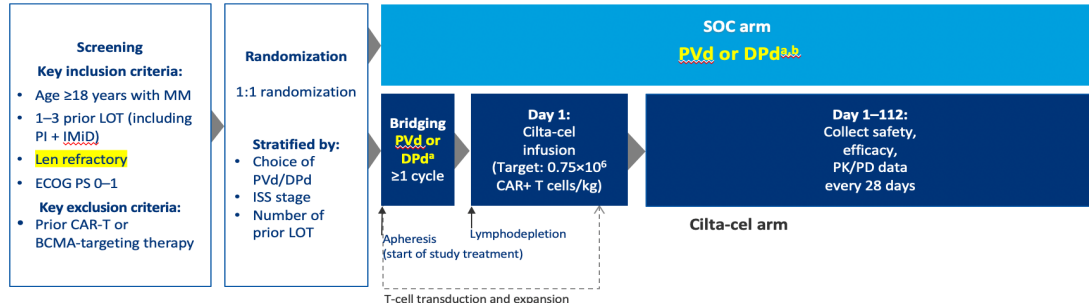 Screening
Key inclusion criteria:
• Age ≥18 years with MM
• 1–3 prior LOT (including
PI + IMiD)
• Len refractory
• ECOG PS 0–1
Key exclusion criteria:
• Prior CAR-T or
BCMA-targeting therapy
Randomization
1:1 randomization
Stratified by:
• Choice of
PVd/DPd
• ISS stage
• Number of
prior LOT
SOC arm
PVd or DPdᵃ,ᵇ
Bridging
PVd or
DPdᵃ
≥1 cycle
Day 1:
Cilta-cel
infusion
(Target: 0.75×10⁶
CAR+ T cells/kg)
Day 1–112:
Collect safety,
efficacy,
PK/PD data
every 28 days
Apheresis
(start of study treatment)
Lymphodepletion
Cilta-cel arm
T-cell transduction and expansion